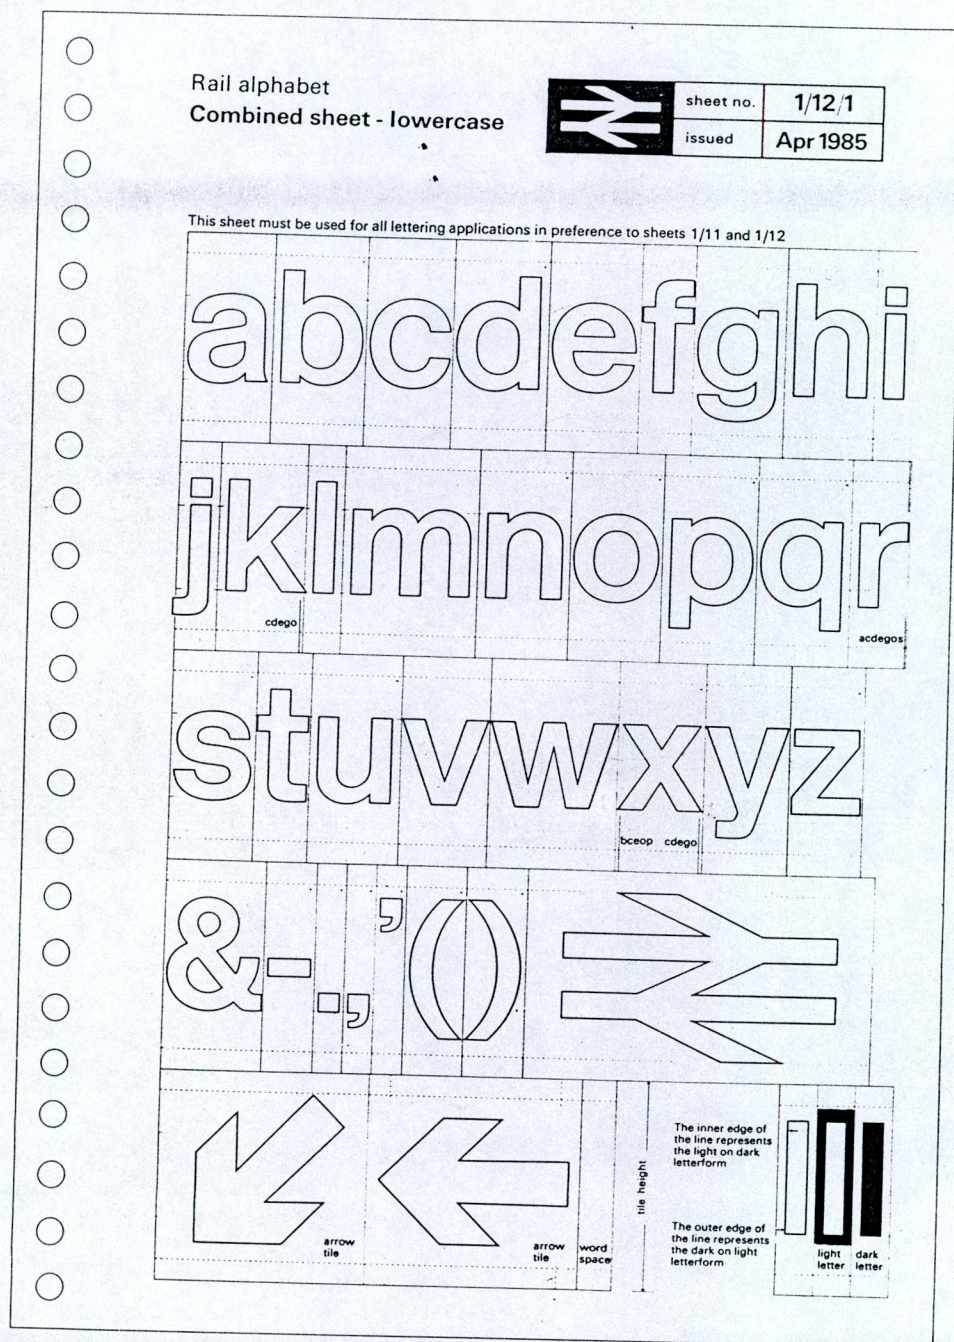 Rail alphabet
Combined sheet - lowercase
sheet no. 1/12/1
issued Apr 1985
This sheet must be used for all lettering applications in preference to sheets 1/11 and 1/12
abcdefghi
jklmnopqr
cdego
acdegos
stuvwxyz
bceop cdego
&-.,’()
arrow
tile
arrow
tile
word
space
tile height
The inner edge of
the line represents
the light on dark
letterform
The outer edge of
the line represents
the dark on light
letterform
light
letter
dark
letter